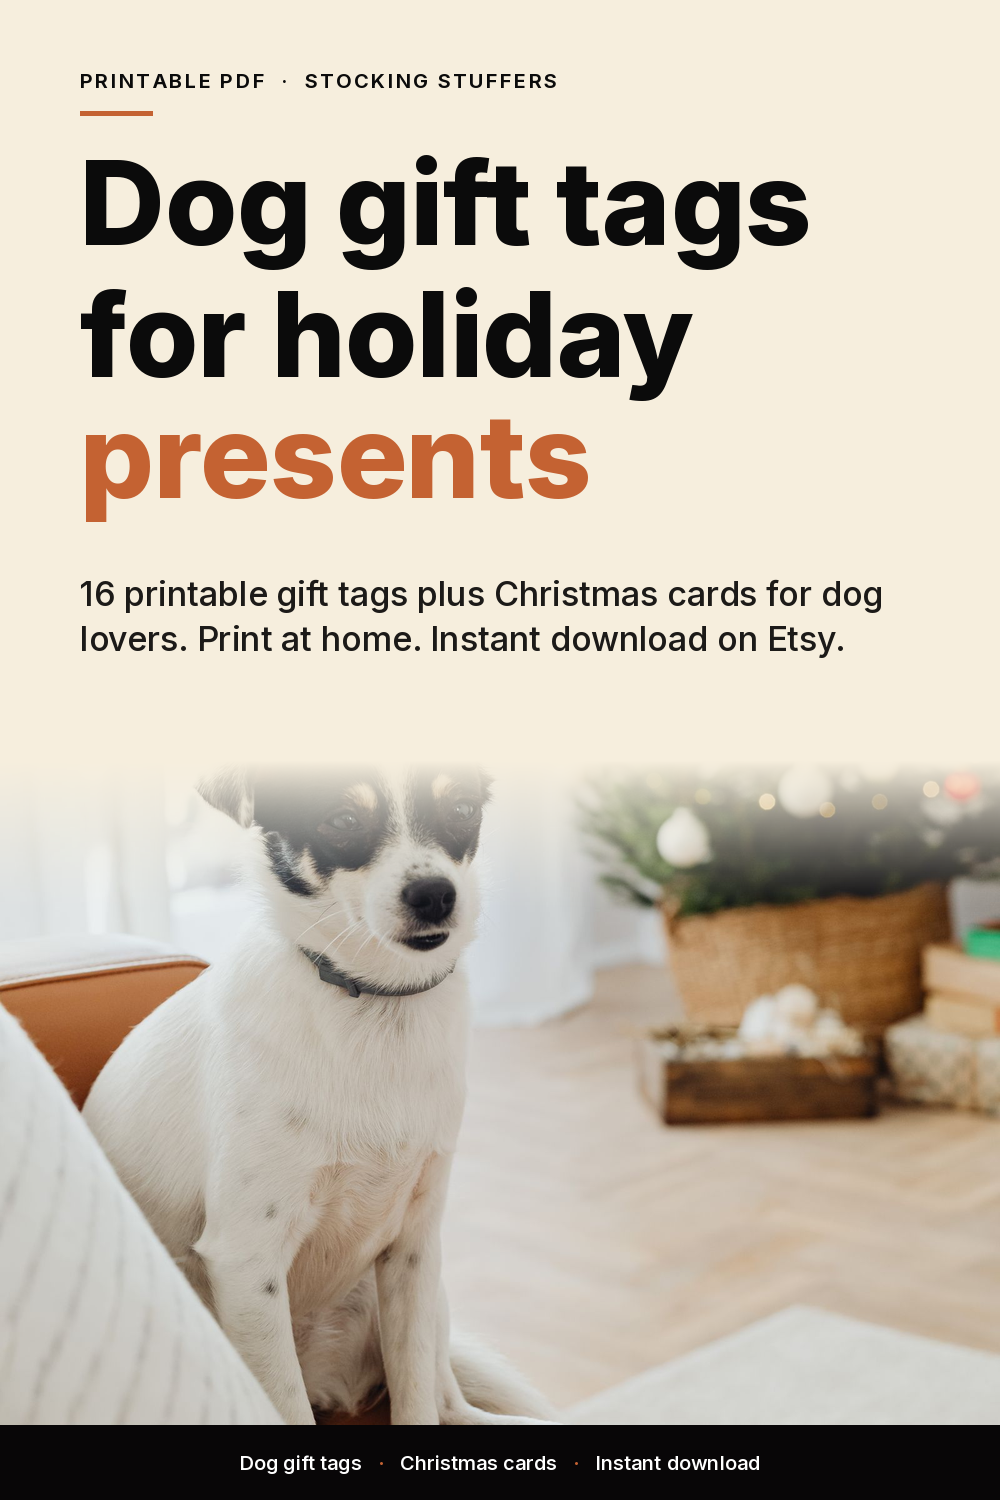 PRINTABLE PDF · STOCKING STUFFERS
Dog gift tags
for holiday
presents
16 printable gift tags plus Christmas cards for dog
lovers. Print at home. Instant download on Etsy.
Dog gift tags · Christmas cards · Instant download